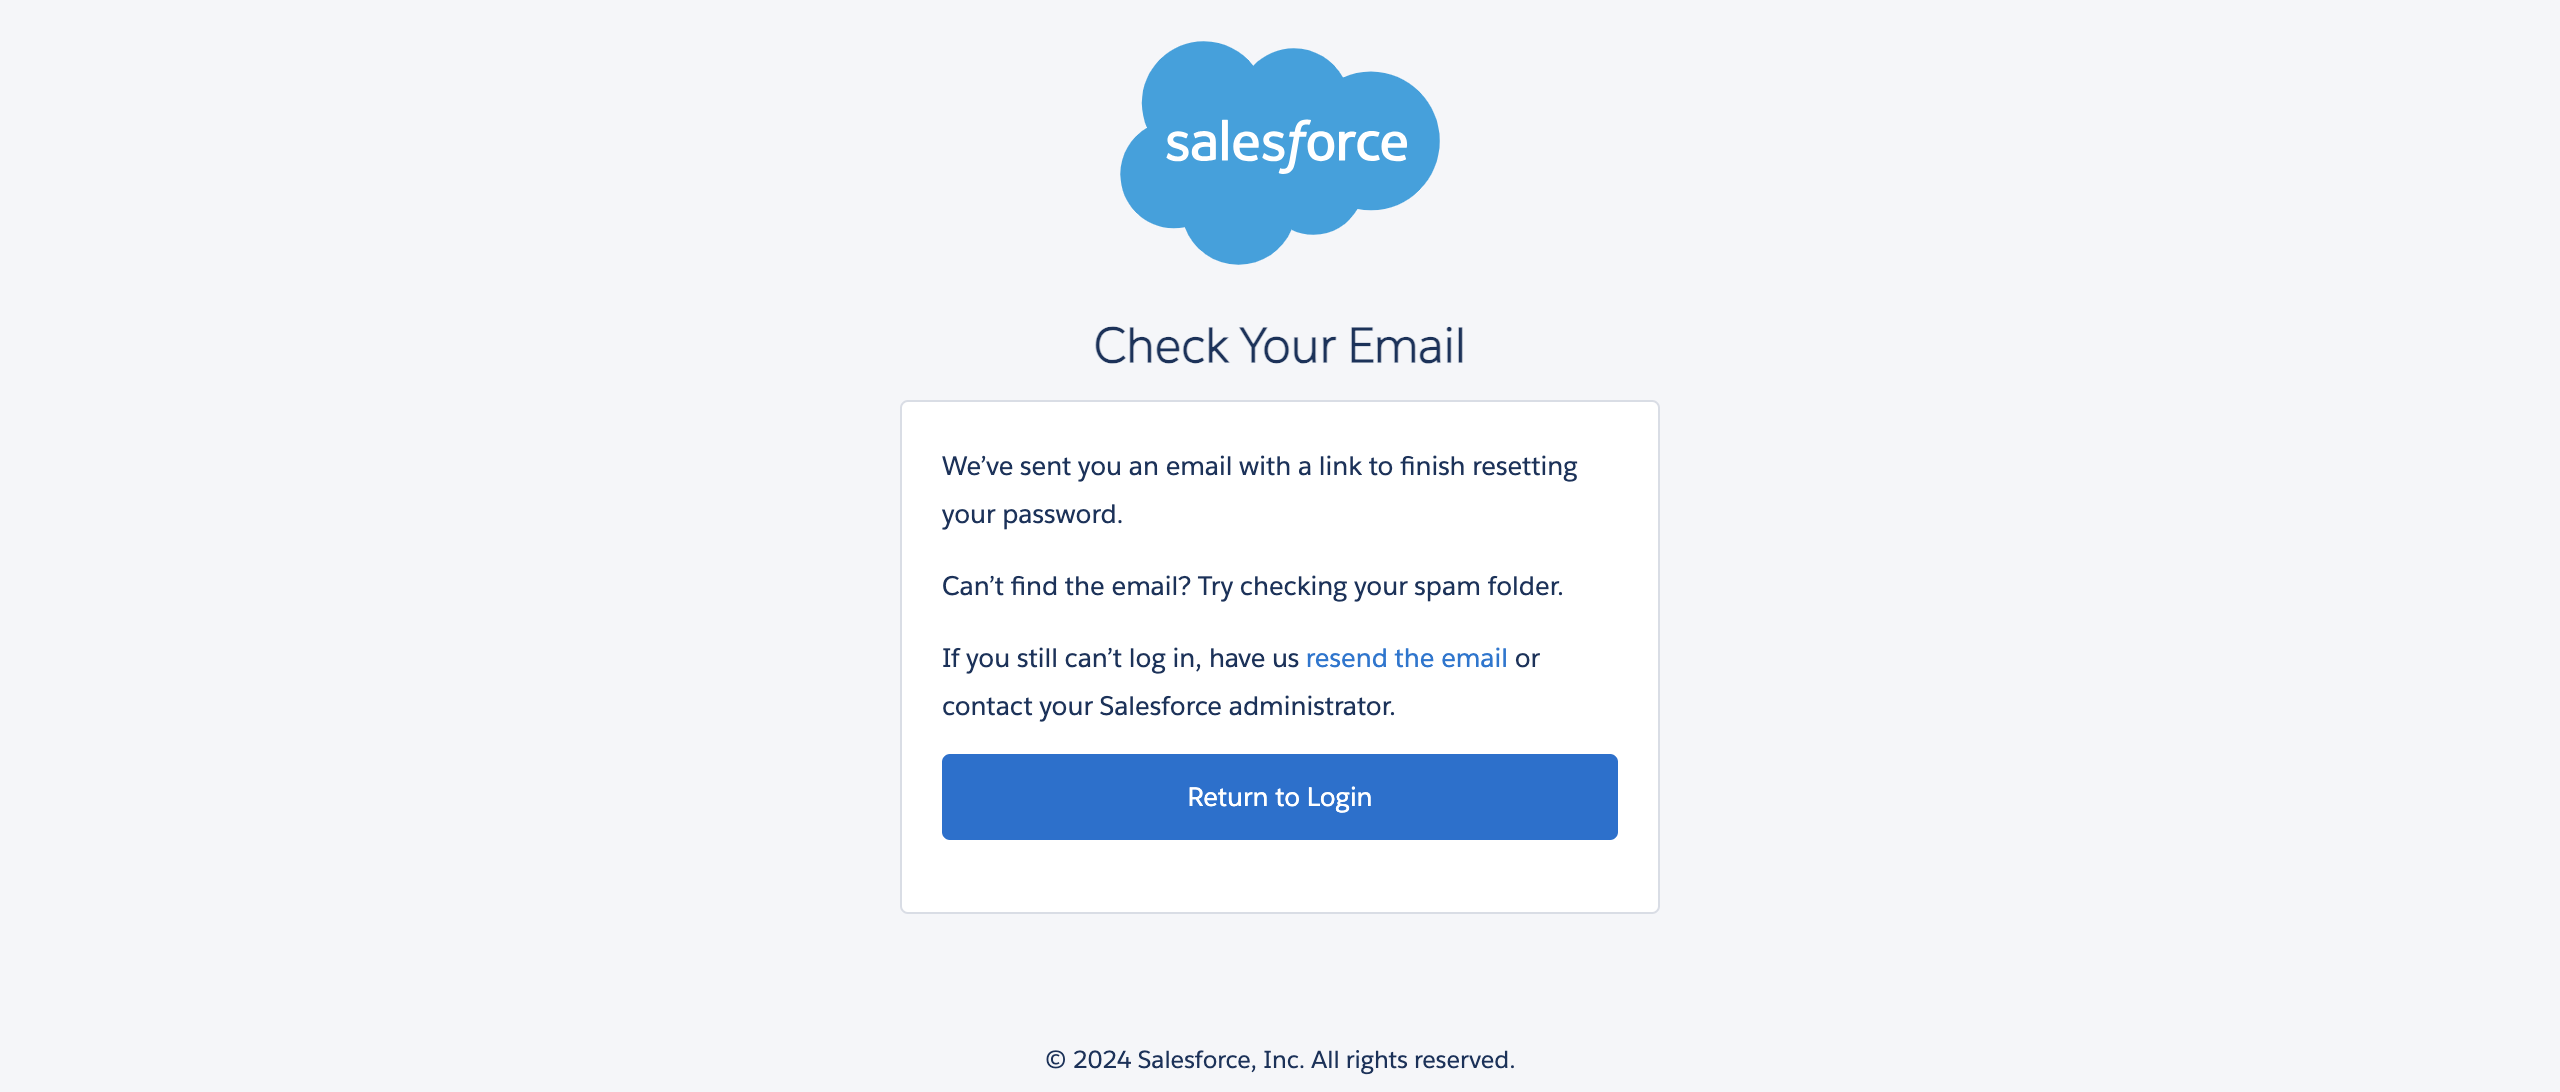 salesforce
Check Your Email
We’ve sent you an email with a link to finish resetting
your password.
Can’t find the email? Try checking your spam folder.
If you still can’t log in, have us resend the email or
contact your Salesforce administrator.
Return to Login
© 2024 Salesforce, Inc. All rights reserved.